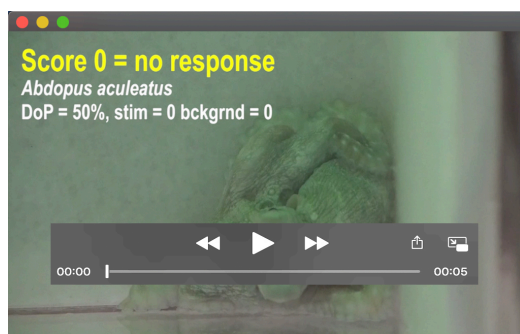 Score 0 = no response
Abdopus aculeatus
DoP = 50%, stim = 0 bckgrnd = 0
00:00
00:05